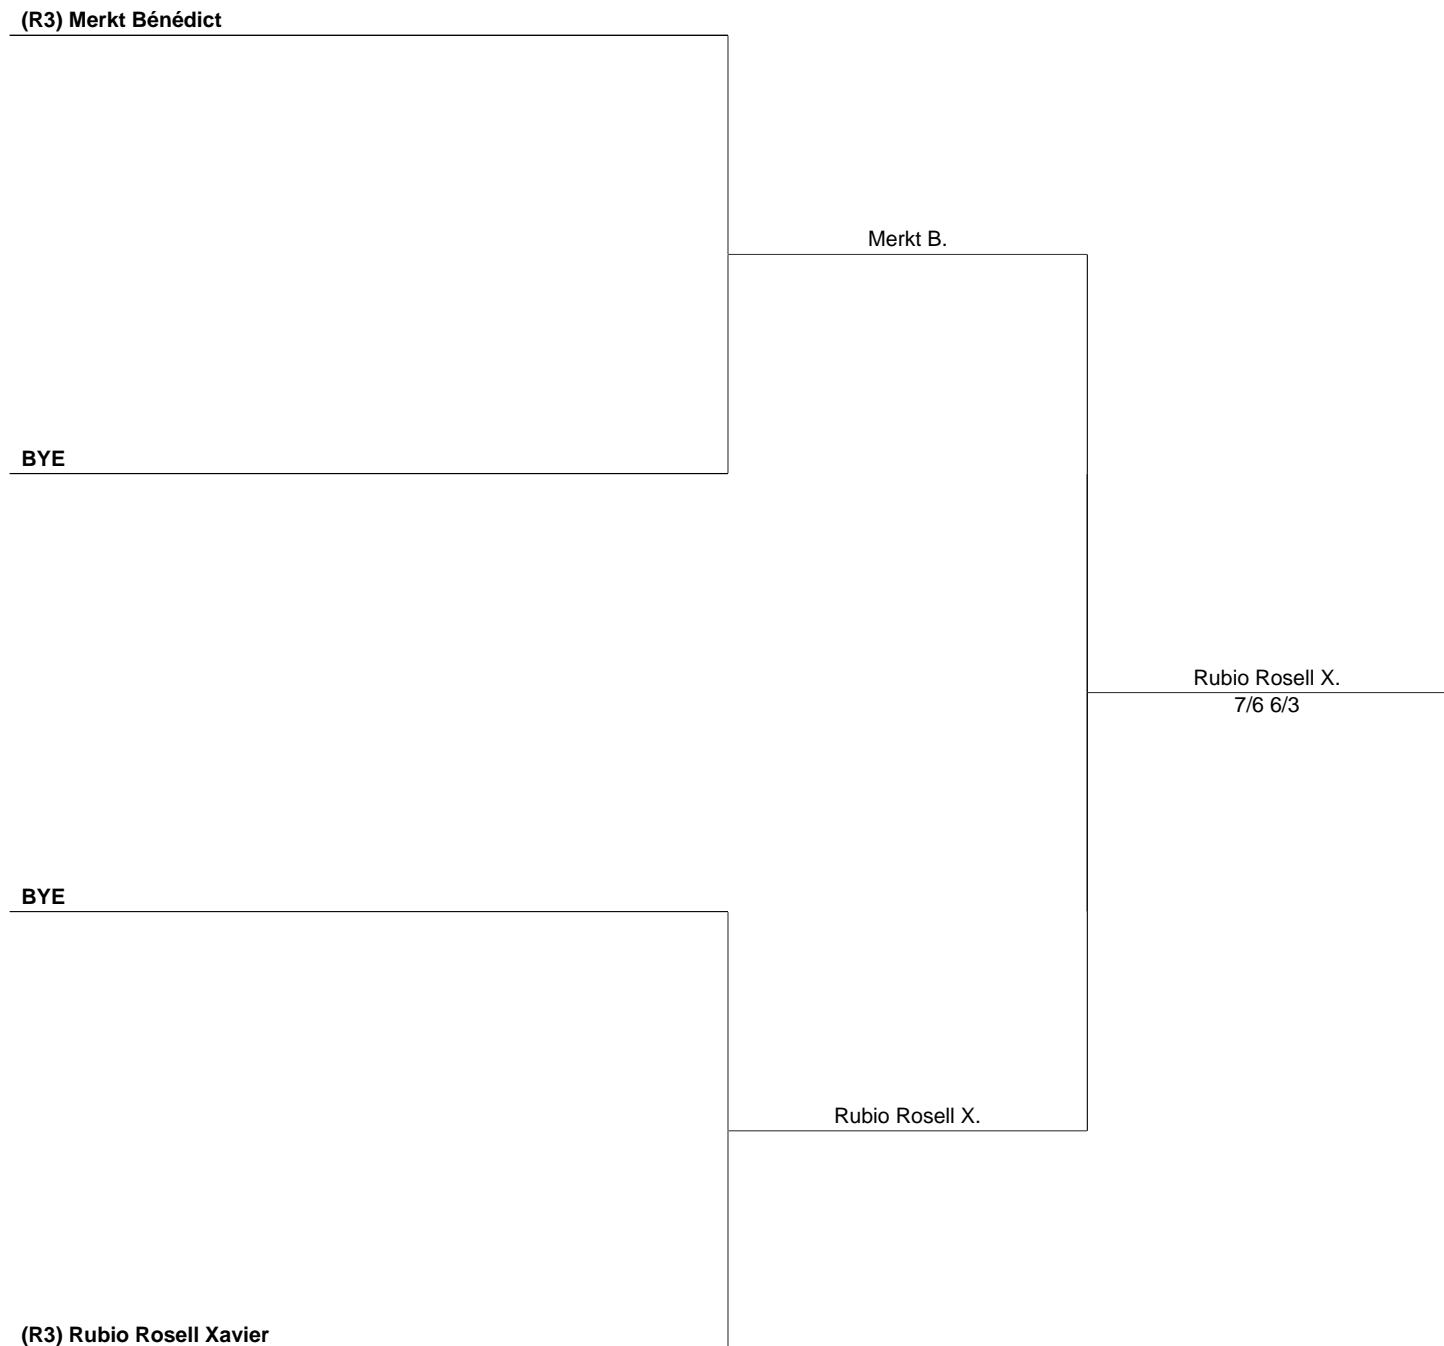 (R3) Merkt Bénédict
Merkt B.
BYE
Rubio Rosell X.
7/6 6/3
BYE
Rubio Rosell X.
(R3) Rubio Rosell Xavier